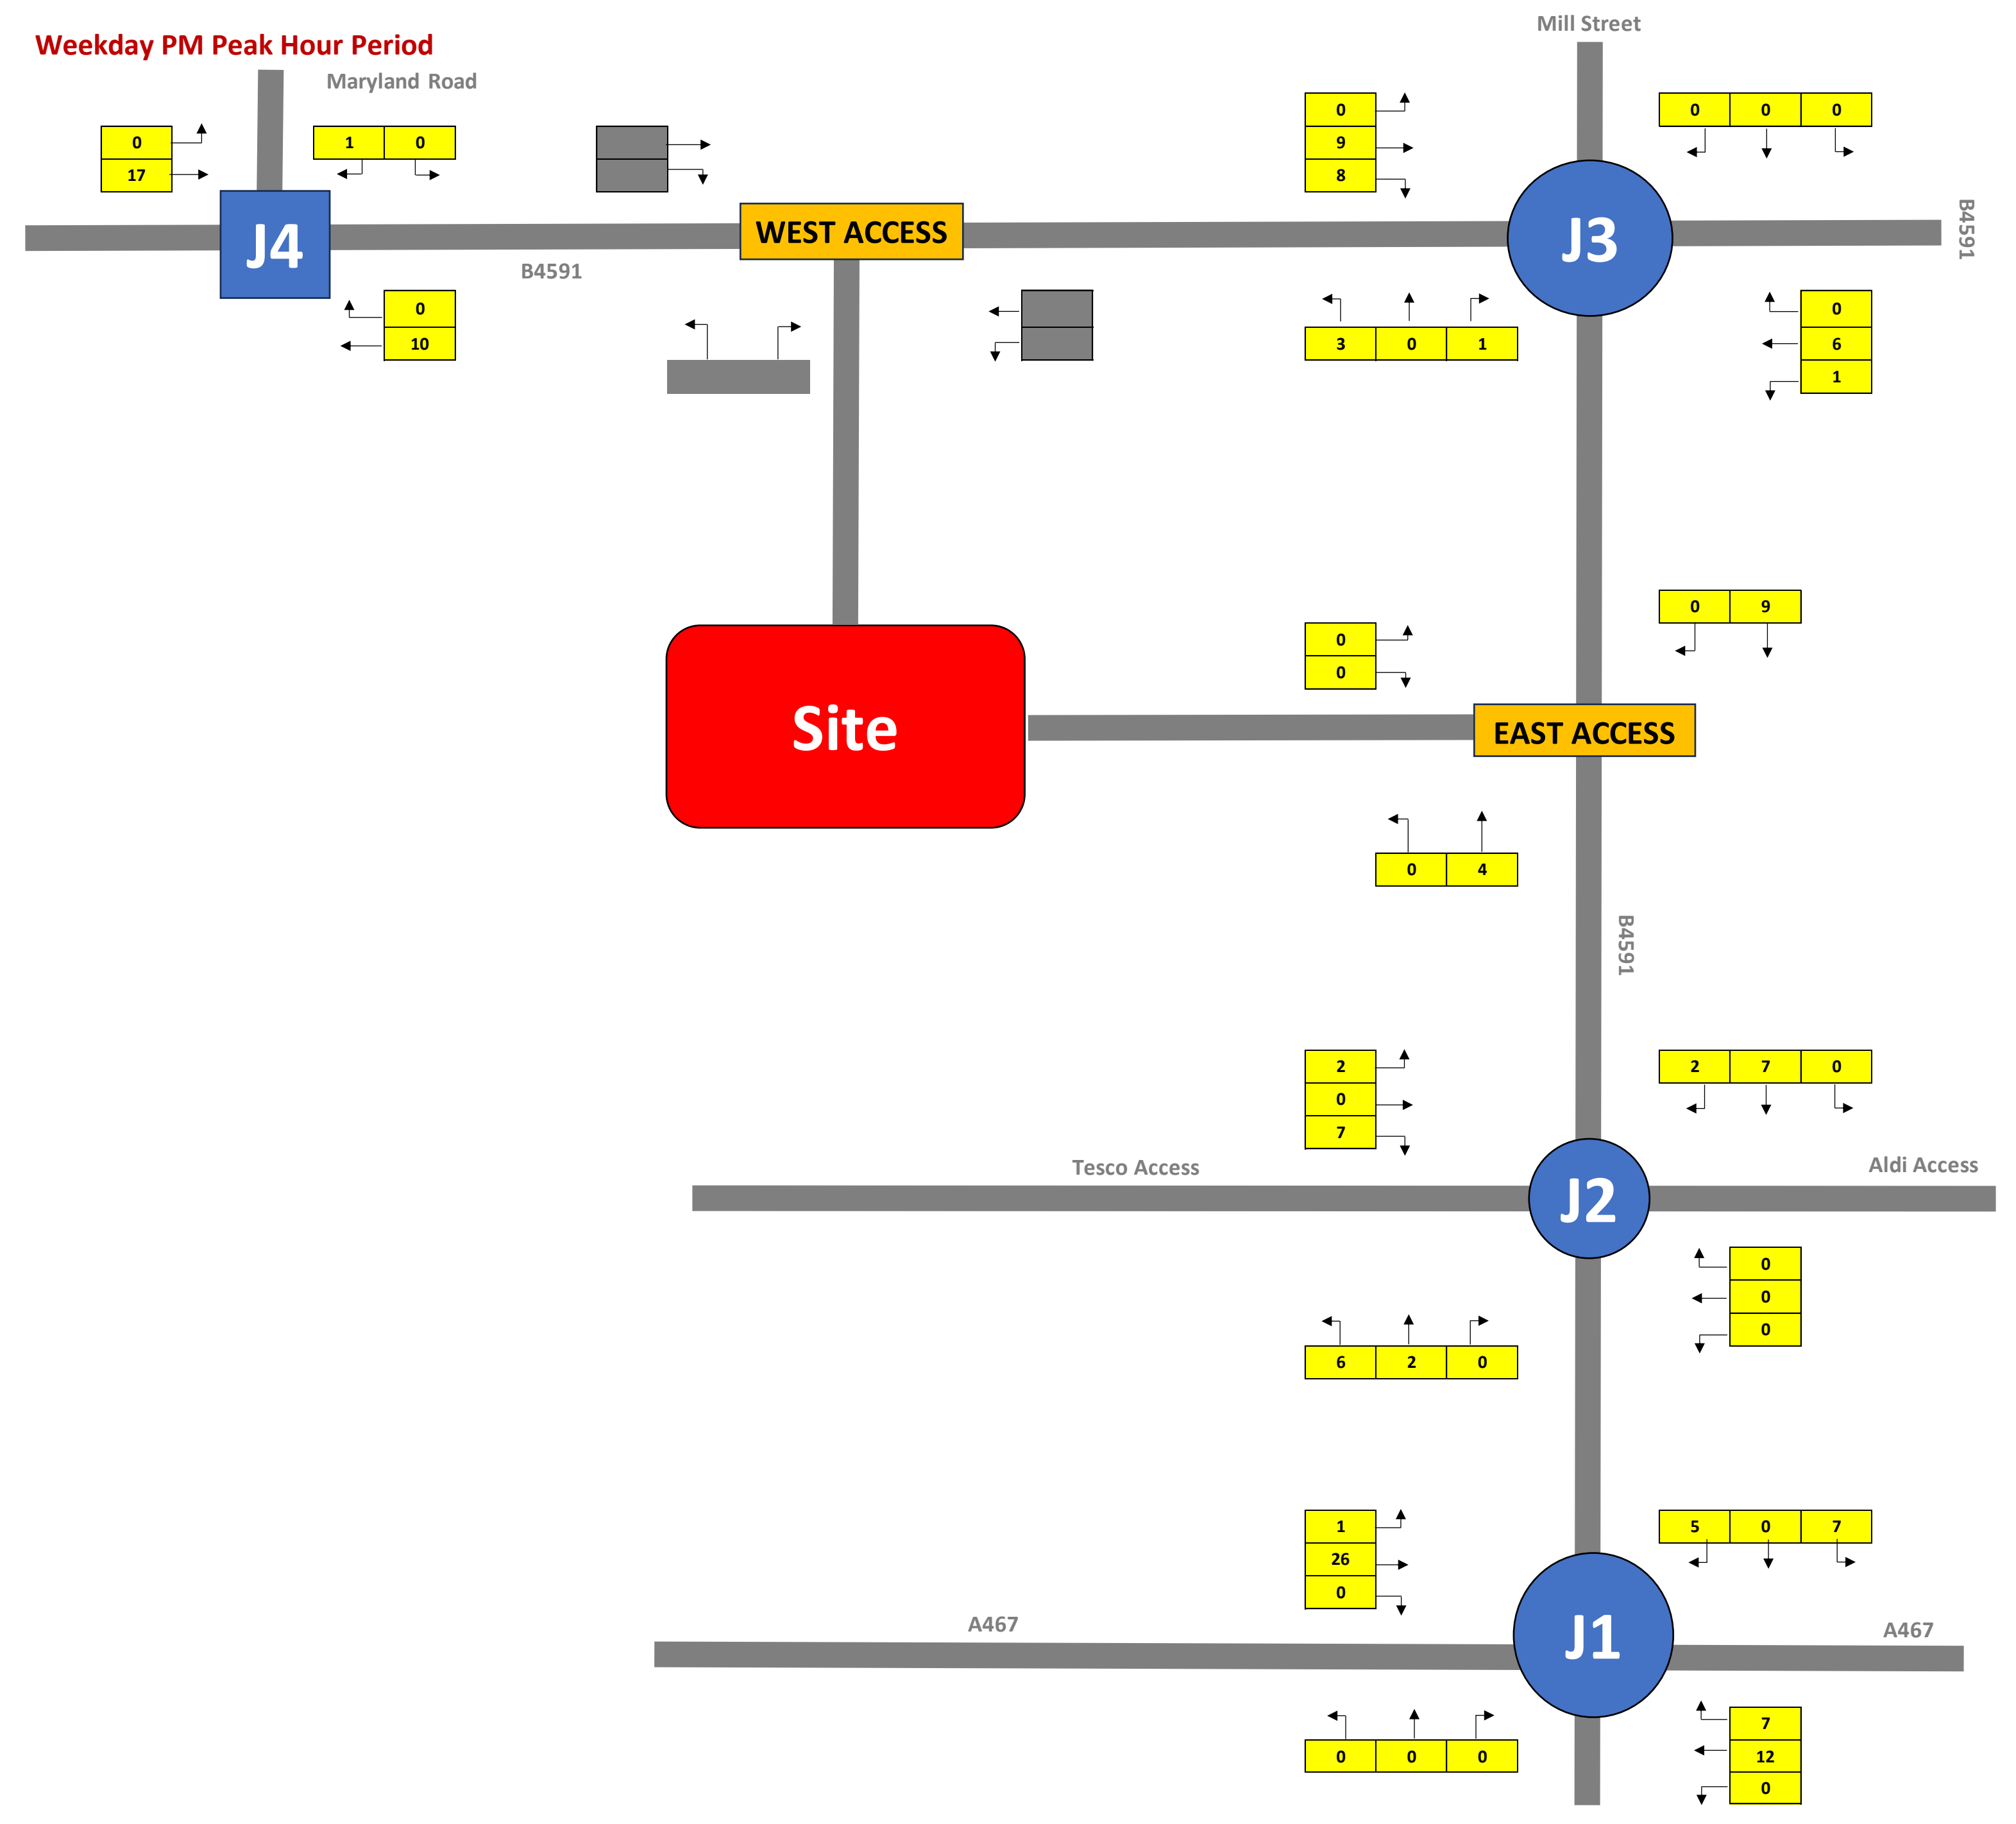 Mill Street
Weekday PM Peak Hour Period
Maryland Road
0
17
1 0
0
9
8
0 0 0
J4
WEST ACCESS
J3
B4591
B4591
0
10
3 0 1
0
6
1
0 9
0
0
Site
EAST ACCESS
0 4
B4591
2
0
7
2 7 0
Tesco Access
Aldi Access
J2
0
0
0
6 2 0
1
26
0
5 0 7
A467
J1
A467
0 0 0
7
12
0